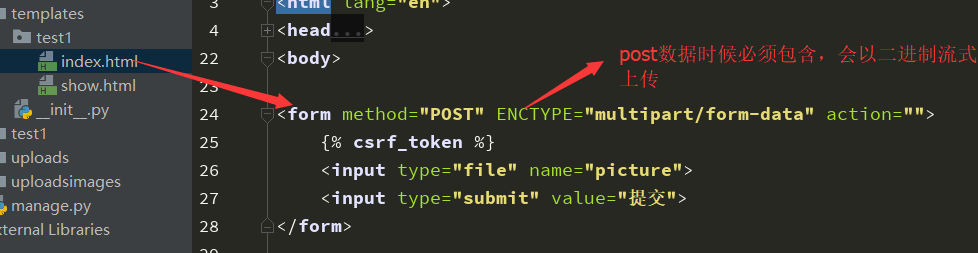 templates
test1
index.html
show.html
__init__.py
test1
uploads
uploadsimages
manage.py
xternal Libraries
3 <html lang="en">
4 <head...>
22 <body>
23
24 <form method="POST" ENCTYPE="multipart/form-data" action="">
25 {% csrf_token %}
26 <input type="file" name="picture">
27 <input type="submit" value="提交">
28 </form>
post数据时候必须包含，会以二进制流式
上传